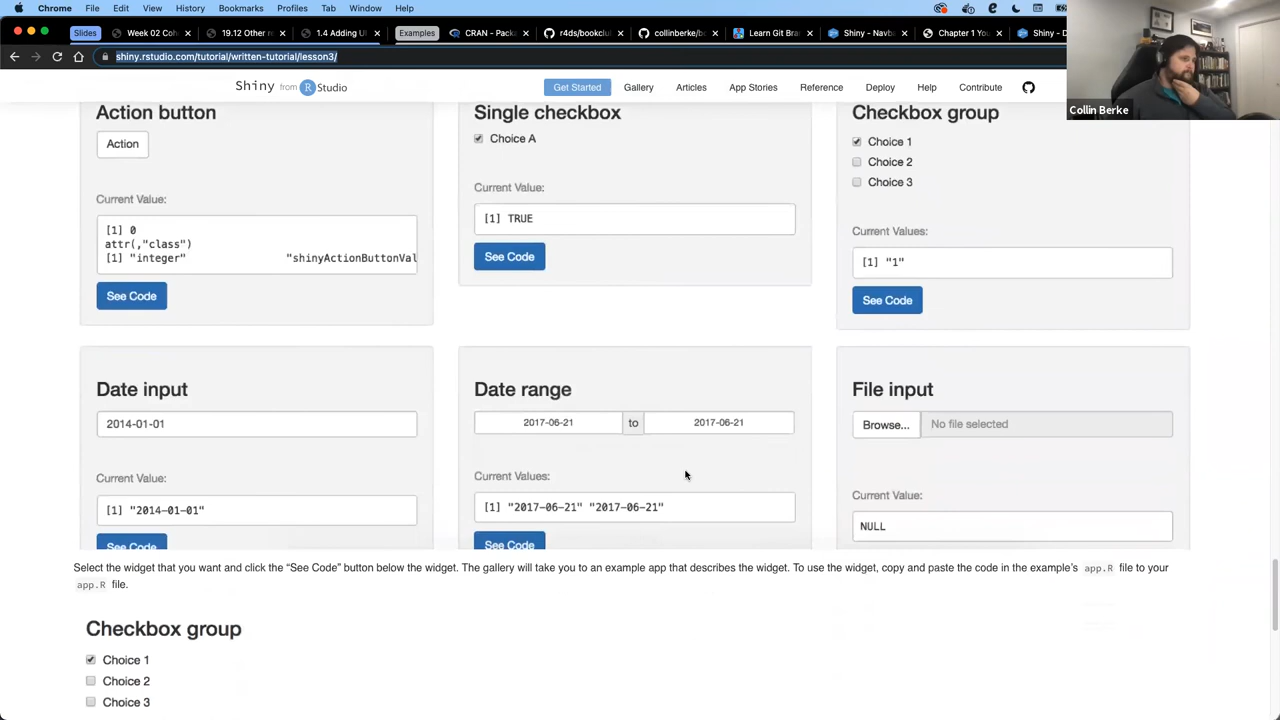 Chrome File Edit View History Bookmarks Profiles Tab Window Help
Slides Week 02 Coh 19.12 Other re 1.4 Adding UI Examples CRAN - Packa r4ds/bookclu collinberke/ Learn Git Bra Shiny - Navba Chapter 1 You Shiny - D
shiny.rstudio.com/tutorial/written-tutorial/lesson3/
Shiny from R Studio Get Started Gallery Articles App Stories Reference Deploy Help Contribute
Collin Berke
Action button
Action
Current Value:
[1] 0
attr(,"class")
[1] "integer" "shinyActionButtonVal
See Code
Single checkbox
Choice A
Current Value:
[1] TRUE
See Code
Checkbox group
Choice 1
Choice 2
Choice 3
Current Values:
[1] "1"
See Code
Date input
2014-01-01
Current Value:
[1] "2014-01-01"
See Code
Date range
2017-06-21 to 2017-06-21
Current Values:
[1] "2017-06-21" "2017-06-21"
See Code
File input
Browse... No file selected
Current Value:
NULL
Select the widget that you want and click the “See Code” button below the widget. The gallery will take you to an example app that describes the widget. To use the widget, copy and paste the code in the example’s app.R file to your
app.R file.
Checkbox group
Choice 1
Choice 2
Choice 3